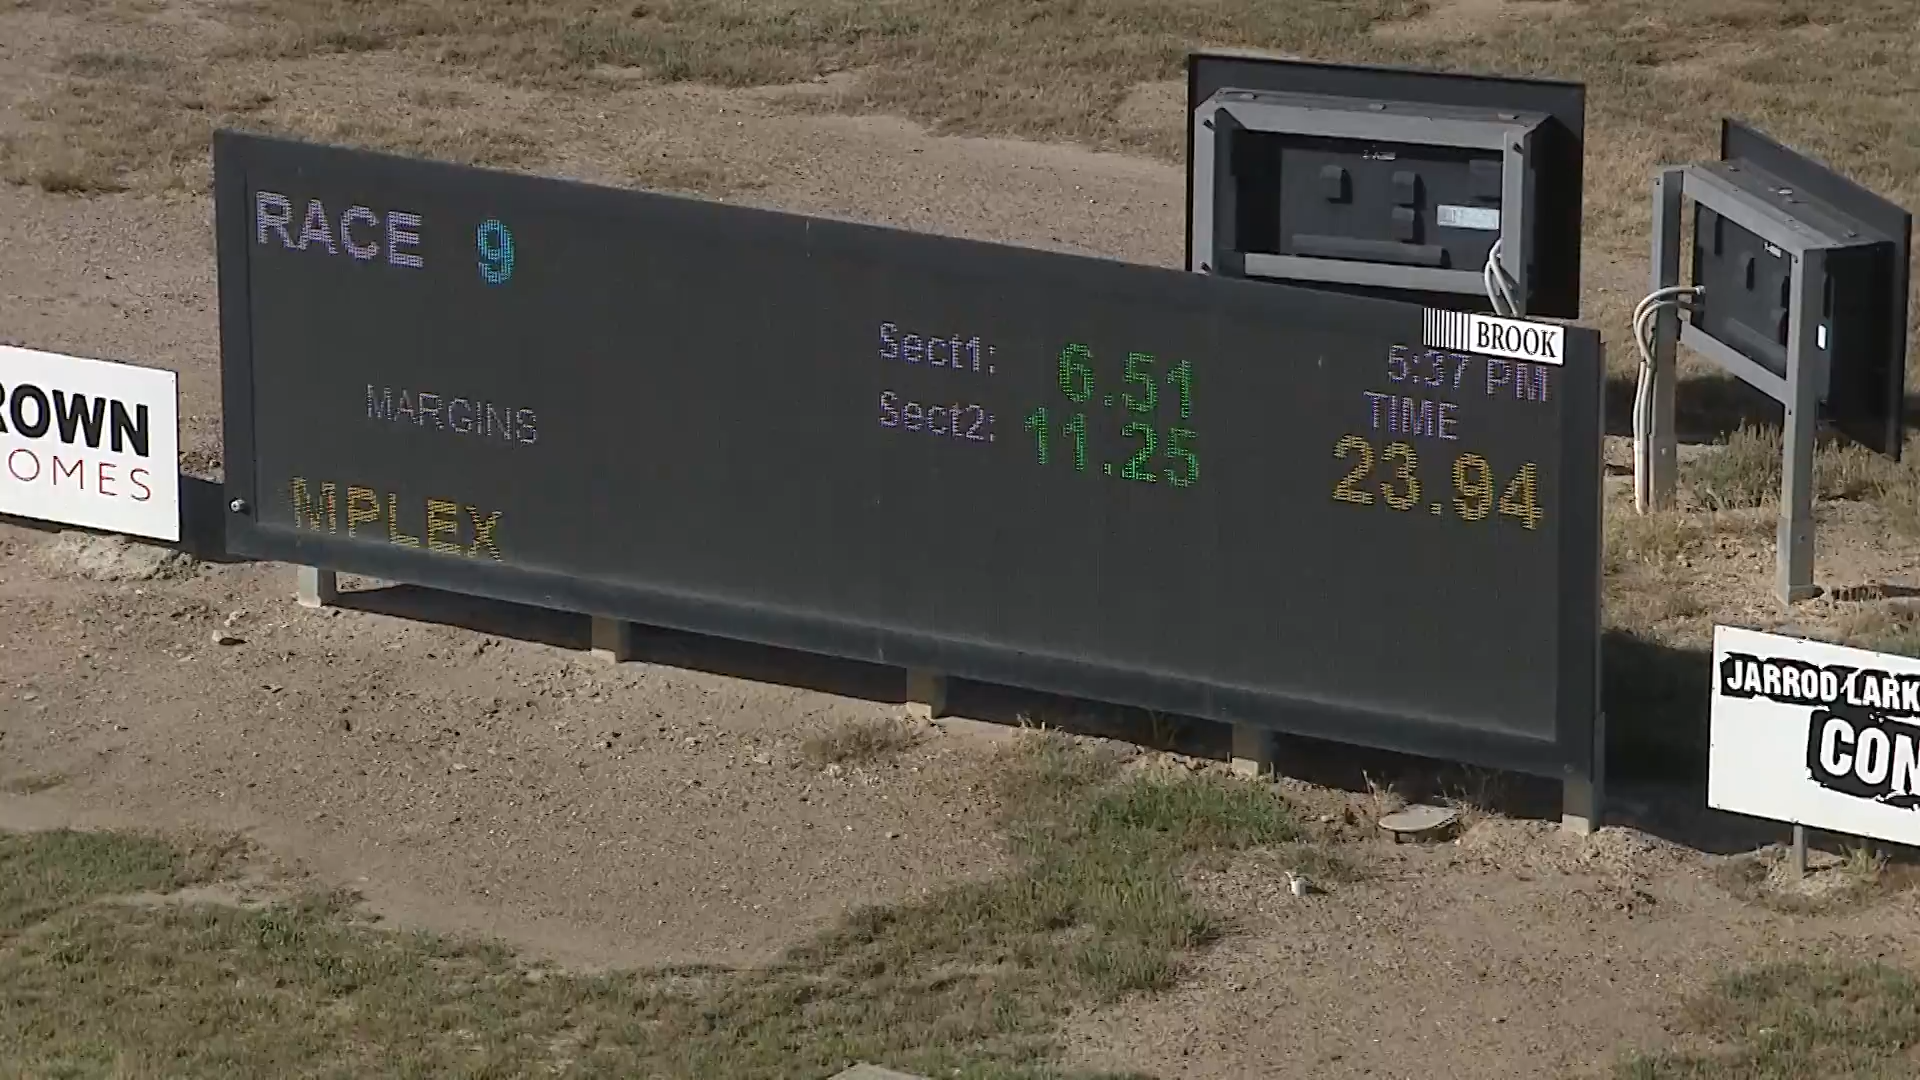 RACE 9
BROOK
Sect1: 6.51
5:37 PM
MARGINS
Sect2: 11.25
TIME
23.94
MPLEX
ROWN
OMES
JARROD LARK
CON